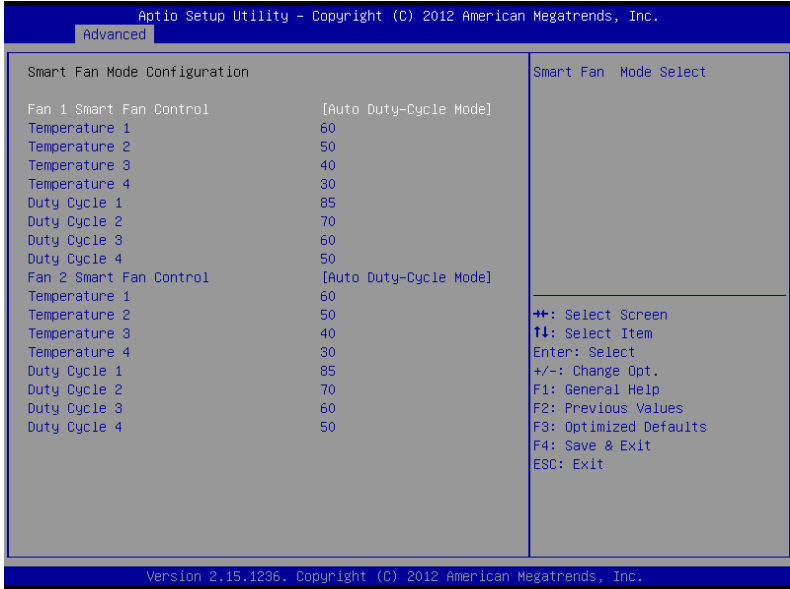 Aptio Setup Utility – Copyright (C) 2012 American Megatrends, Inc.
Advanced
Smart Fan Mode Configuration
Fan 1 Smart Fan Control [Auto Duty-Cycle Mode]
Temperature 1 60
Temperature 2 50
Temperature 3 40
Temperature 4 30
Duty Cycle 1 85
Duty Cycle 2 70
Duty Cycle 3 60
Duty Cycle 4 50
Fan 2 Smart Fan Control [Auto Duty-Cycle Mode]
Temperature 1 60
Temperature 2 50
Temperature 3 40
Temperature 4 30
Duty Cycle 1 85
Duty Cycle 2 70
Duty Cycle 3 60
Duty Cycle 4 50
Smart Fan Mode Select
→←: Select Screen
↑↓: Select Item
Enter: Select
+/-: Change Opt.
F1: General Help
F2: Previous Values
F3: Optimized Defaults
F4: Save & Exit
ESC: Exit
Version 2.15.1236. Copyright (C) 2012 American Megatrends, Inc.